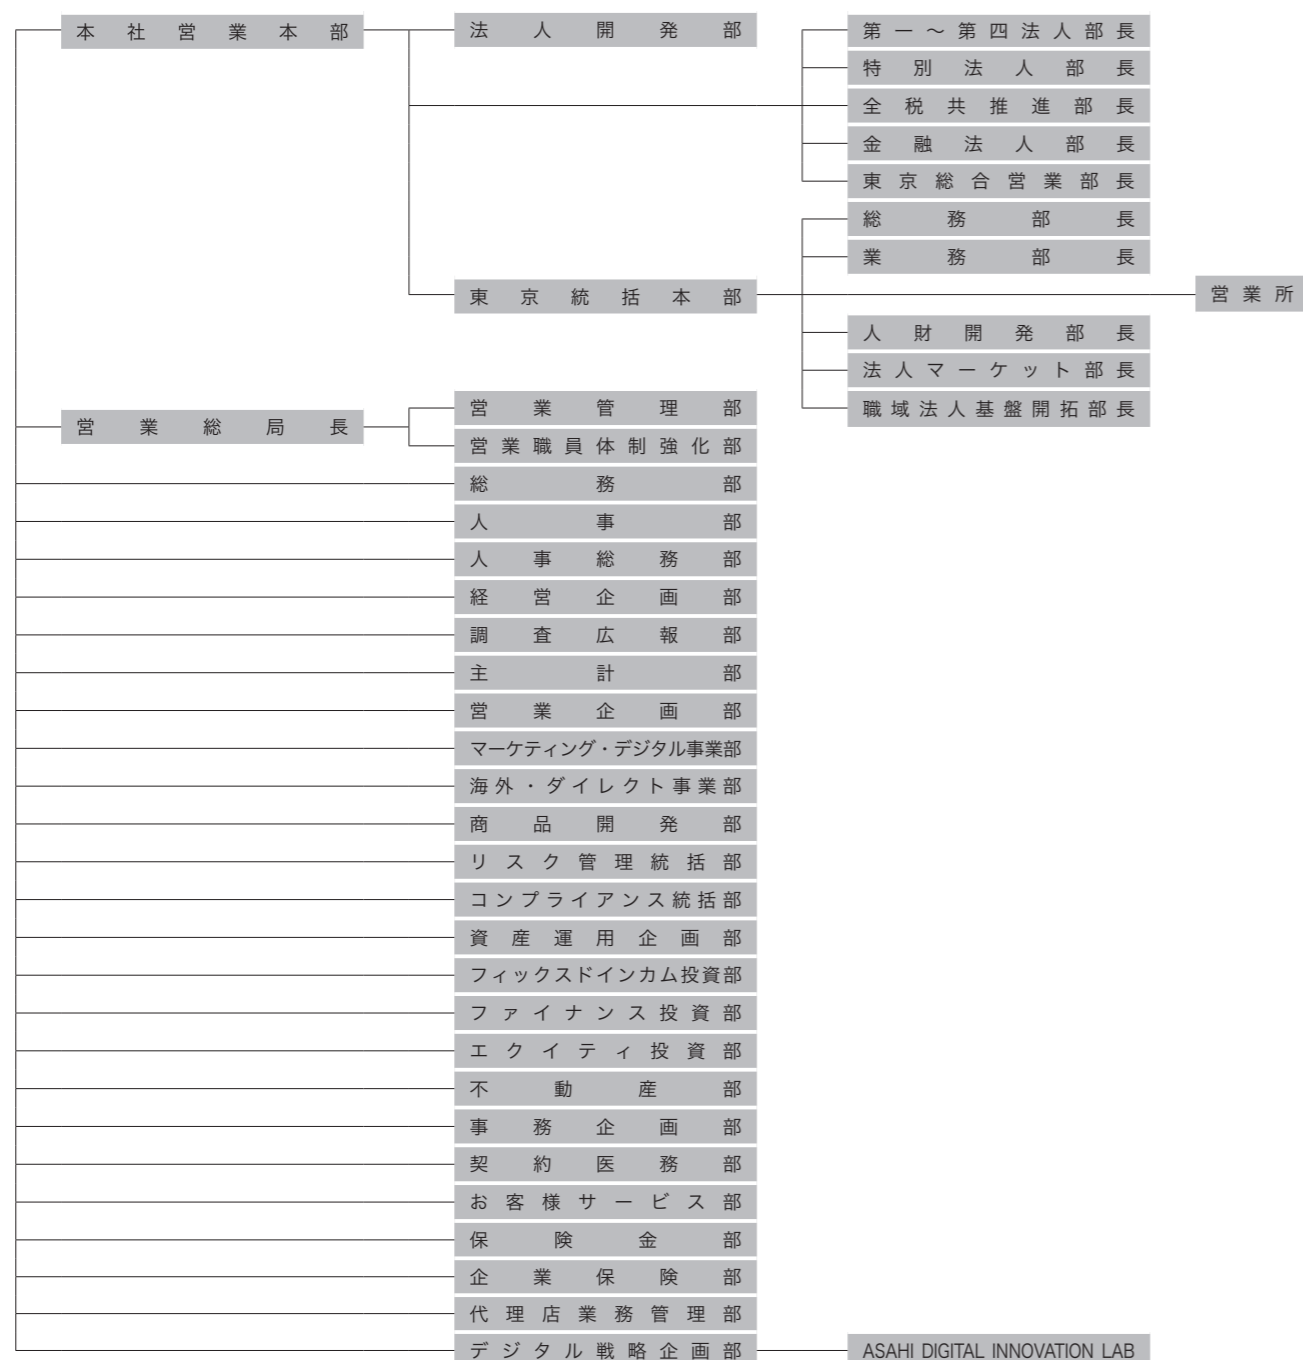 本社営業本部
法人開発部
第一～第四法人部長
特別法人部長
全税共推進部長
金融法人部長
東京総合営業部長
総務部長
業務部長
東京統括本部
営業所
人財開発部長
法人マーケット部長
職域法人基盤開拓部長
営業総局長
営業管理部
営業職員体制強化部
総務部
人事部
人事総務部
経営企画部
調査広報部
主計部
営業企画部
マーケティング・デジタル事業部
海外・ダイレクト事業部
商品開発部
リスク管理統括部
コンプライアンス統括部
資産運用企画部
フィックスドインカム投資部
ファイナンス投資部
エクイティ投資部
不動産部
事務企画部
契約医務部
お客様サービス部
保険金部
企業保険部
代理店業務管理部
デジタル戦略企画部
ASAHI DIGITAL INNOVATION LAB